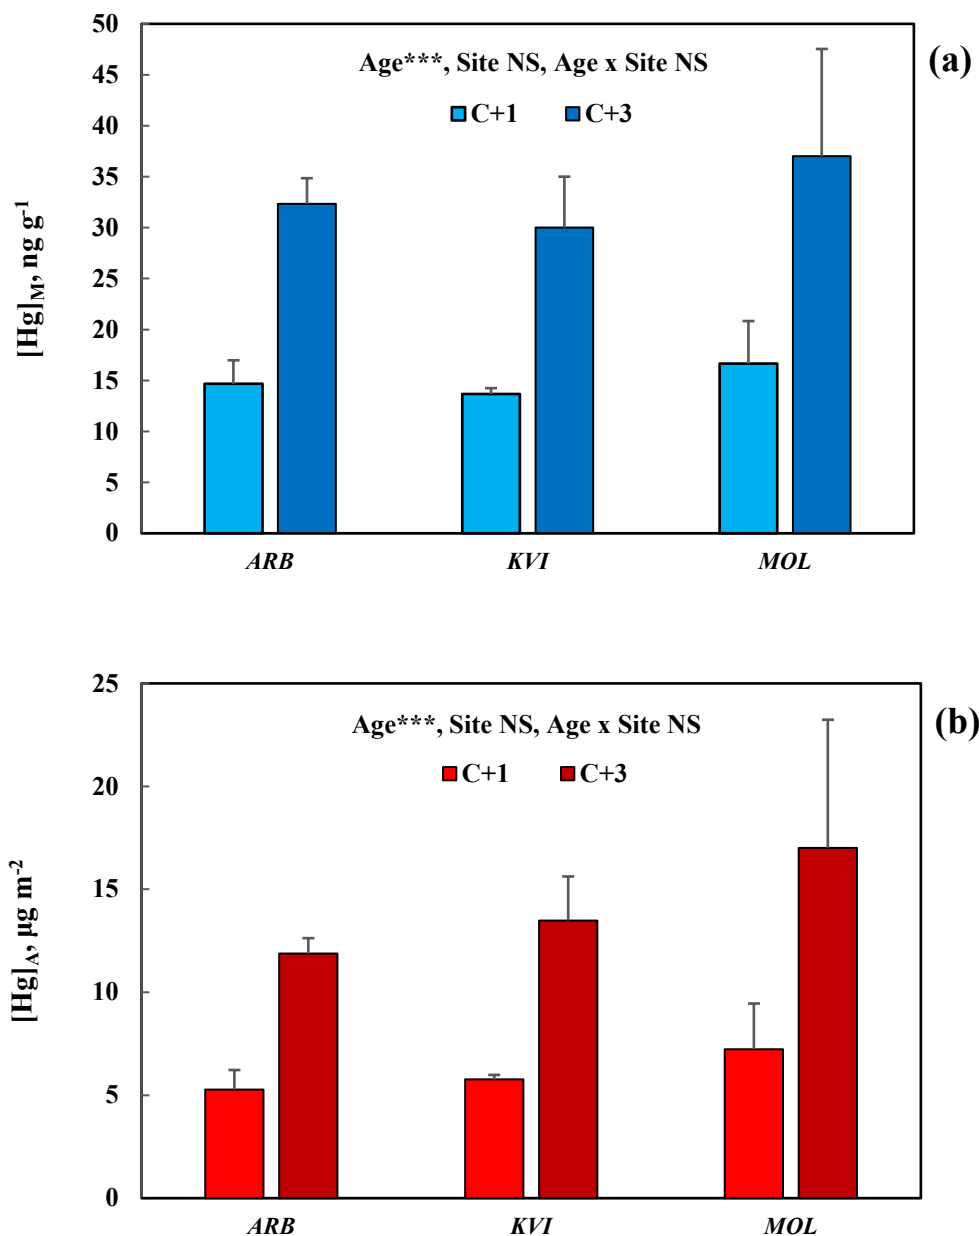 50
(a)
Age***, Site NS, Age x Site NS
45
C+1 C+3
40
35
30
25
20
15
10
5
0
[Hg]M, ng g-1
ARB KVI MOL
25
(b)
Age***, Site NS, Age x Site NS
C+1 C+3
20
15
10
5
0
[Hg]A, µg m-2
ARB KVI MOL